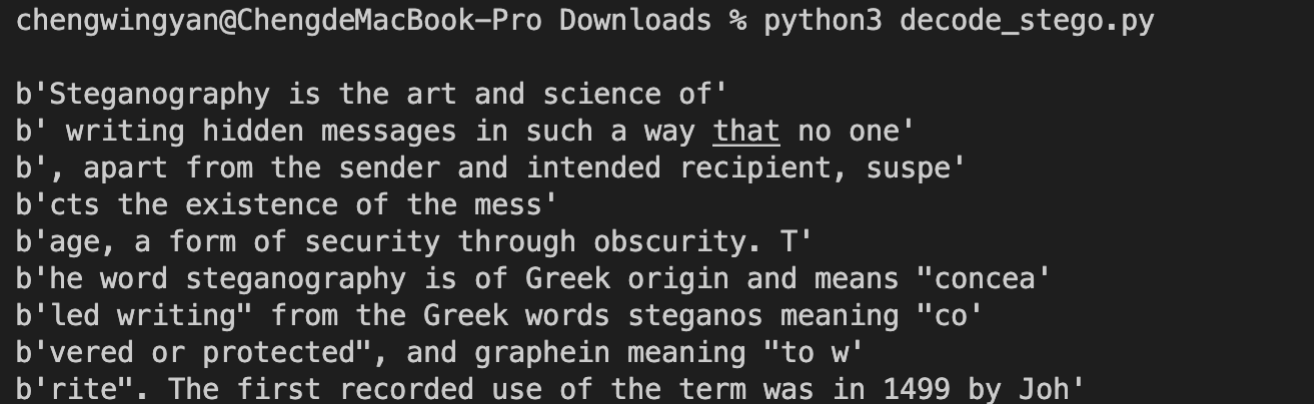 chengwingyan@ChengdeMacBook-Pro Downloads % python3 decode_stego.py
b'Steganography is the art and science of'
b' writing hidden messages in such a way that no one'
b', apart from the sender and intended recipient, suspe'
b'cts the existence of the mess'
b'age, a form of security through obscurity. T'
b'he word steganography is of Greek origin and means "concea'
b'led writing" from the Greek words steganos meaning "co'
b'vered or protected", and graphein meaning "to w'
b'rite". The first recorded use of the term was in 1499 by Joh'